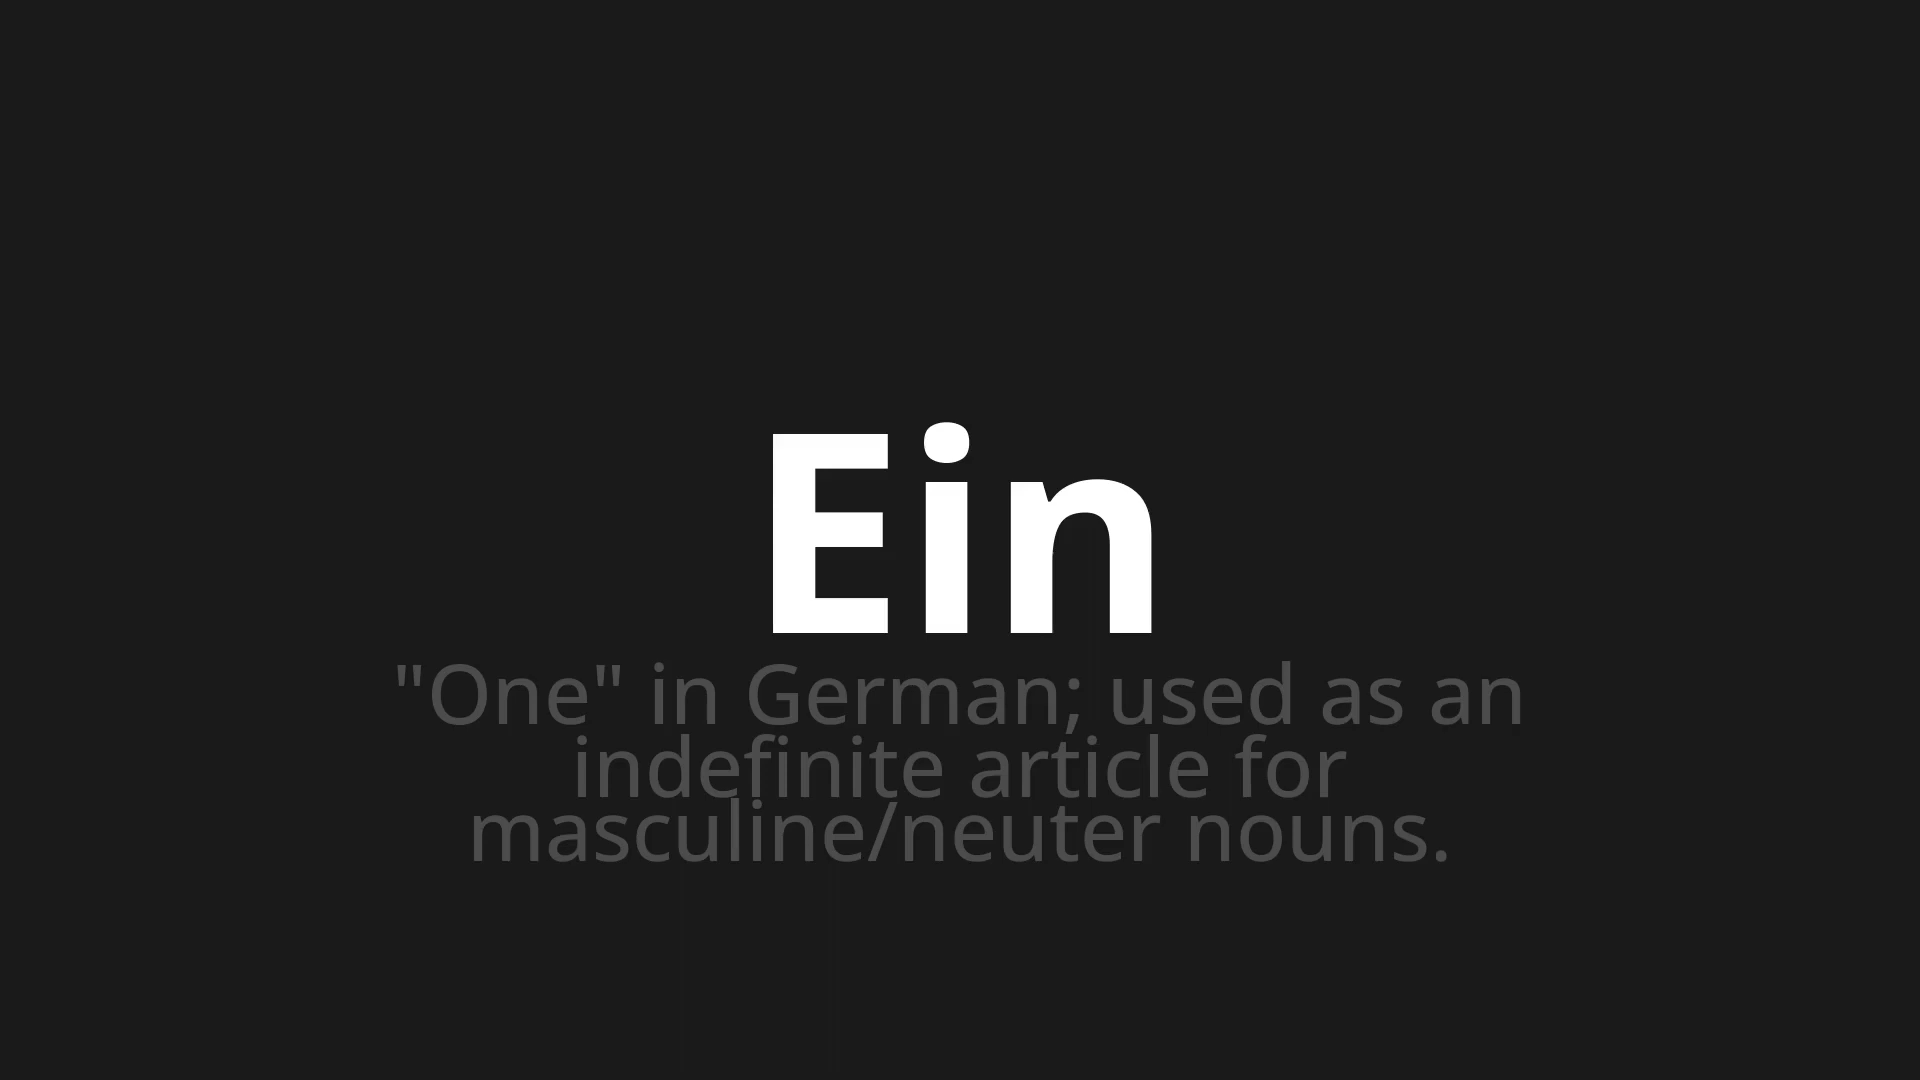 Ein
"One" in German; used as an
indefinite article for
masculine/neuter nouns.